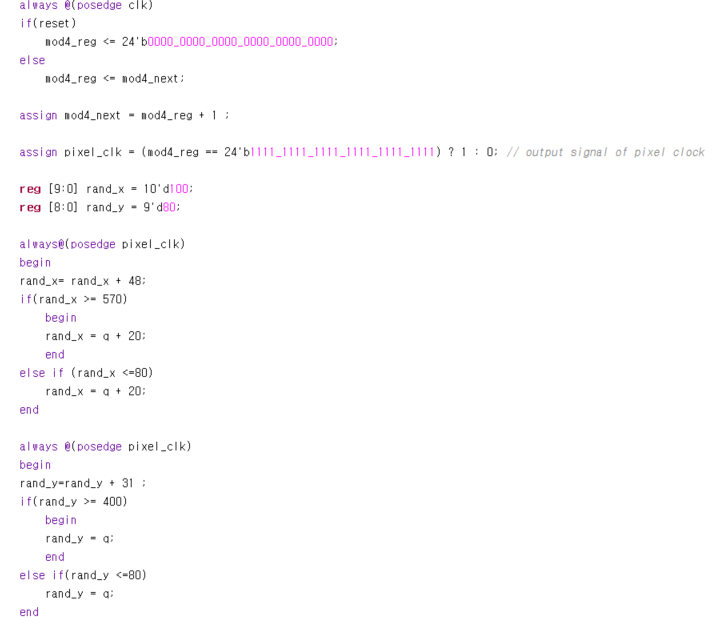 always @(posedge clk)
if(reset)
mod4_reg <= 24'b0000_0000_0000_0000_0000_0000;
else
mod4_reg <= mod4_next;
assign mod4_next = mod4_reg + 1 ;
assign pixel_clk = (mod4_reg == 24'b1111_1111_1111_1111_1111_1111) ? 1 : 0; // output signal of pixel clock
reg [9:0] rand_x = 10'd100;
reg [8:0] rand_y = 9'd80;
always@(posedge pixel_clk)
begin
rand_x= rand_x + 48;
if(rand_x >= 570)
begin
rand_x = q + 20;
end
else if (rand_x <=80)
rand_x = q + 20;
end
always @(posedge pixel_clk)
begin
rand_y=rand_y + 31 ;
if(rand_y >= 400)
begin
rand_y = q;
end
else if(rand_y <=80)
rand_y = q;
end